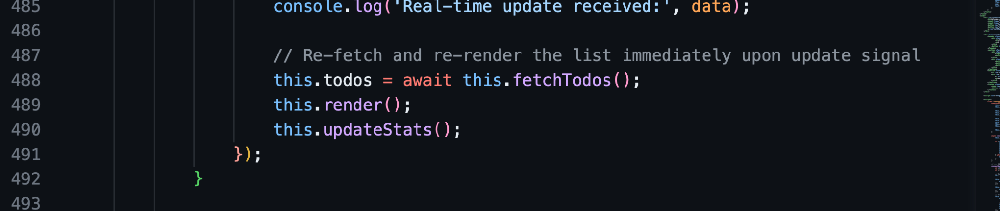 485 console.log('Real-time update received:', data);
486
487 // Re-fetch and re-render the list immediately upon update signal
488 this.todos = await this.fetchTodos();
489 this.render();
490 this.updateStats();
491 });
492 }
493